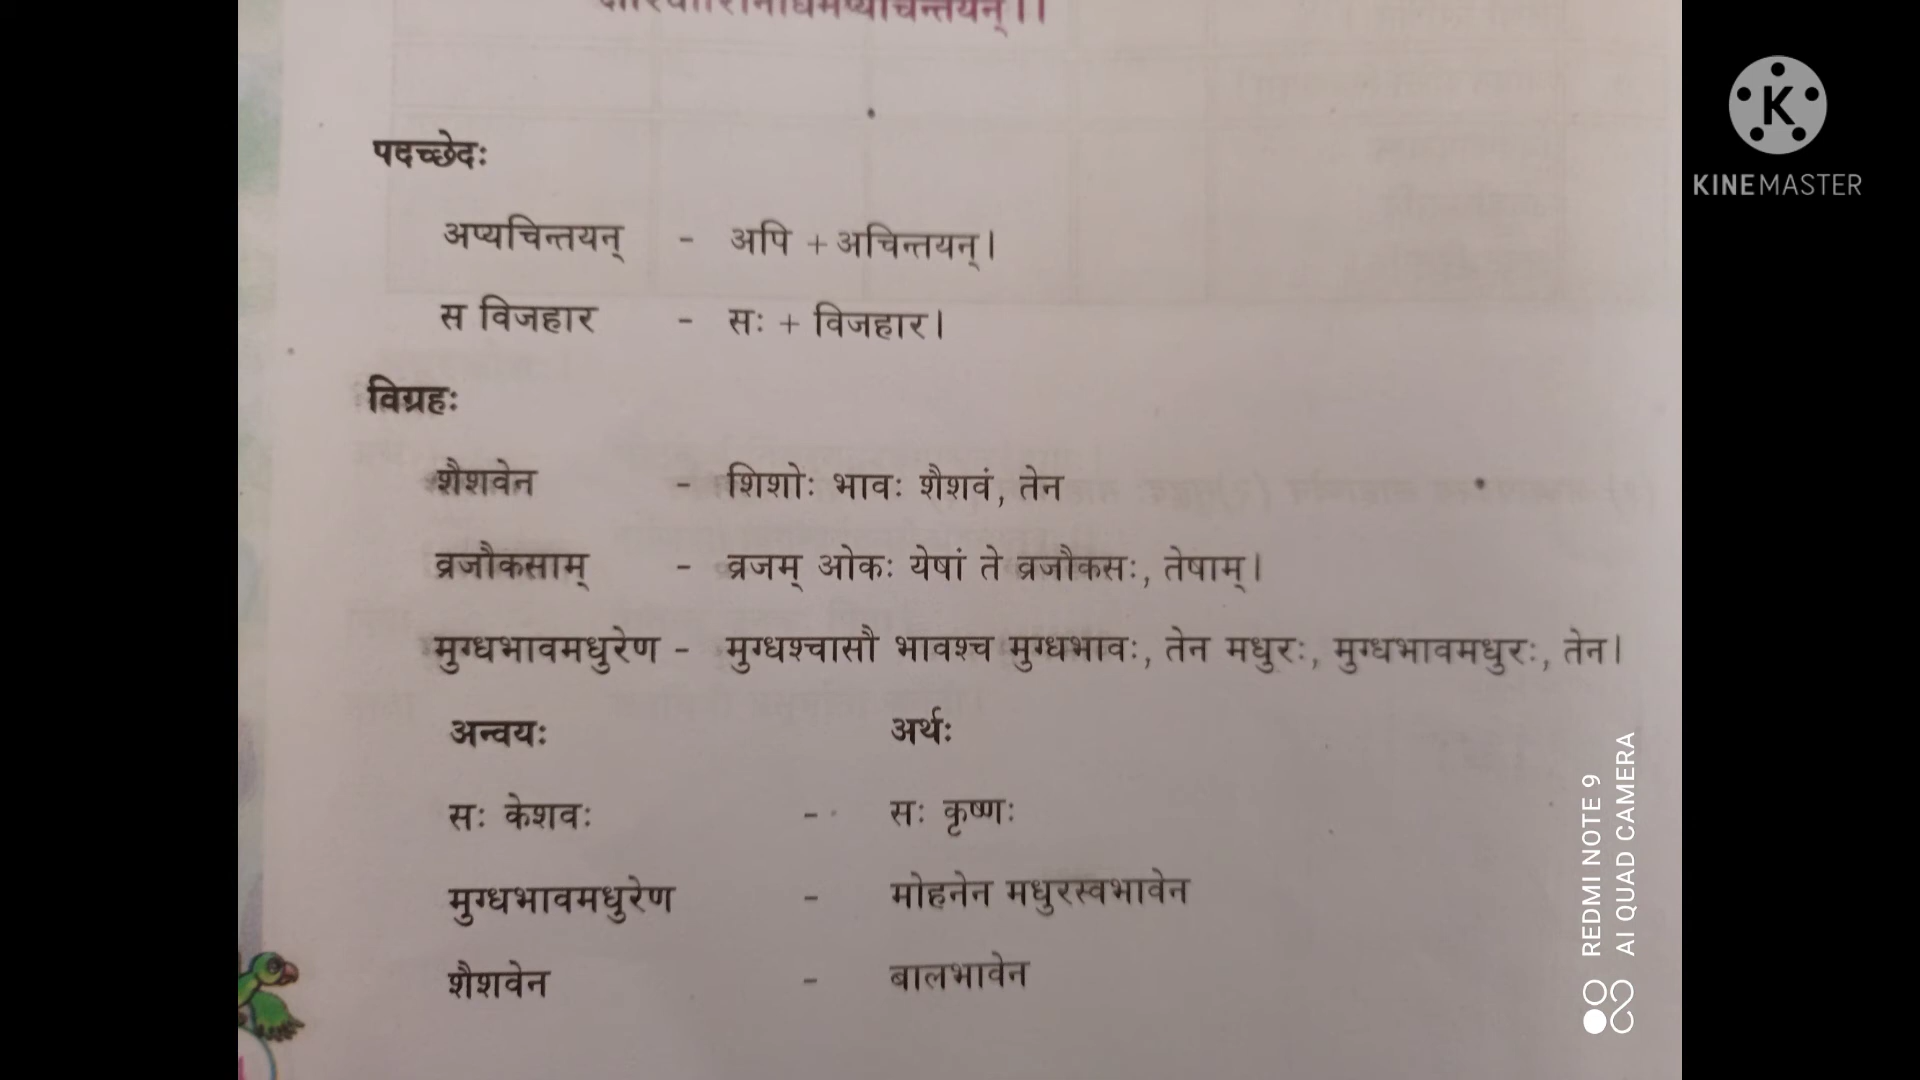 पदच्छेदः
अप्यचिन्तयन् - अपि + अचिन्तयन्।
स विजहार - सः + विजहार।
विग्रहः
शैशवेन - शिशोः भावः शैशवं, तेन
व्रजौकसाम् - व्रजम् ओकः येषां ते व्रजौकसः, तेषाम्।
मुग्धभावमधुरेण - मुग्धश्चासौ भावश्च मुग्धभावः, तेन मधुरः, मुग्धभावमधुरः, तेन।
अन्वयः अर्थः
सः केशवः - सः कृष्णः
मुग्धभावमधुरेण - मोहनेन मधुरस्वभावेन
शैशवेन - बालभावेन
KINEMASTER
REDMI NOTE 9
AI QUAD CAMERA